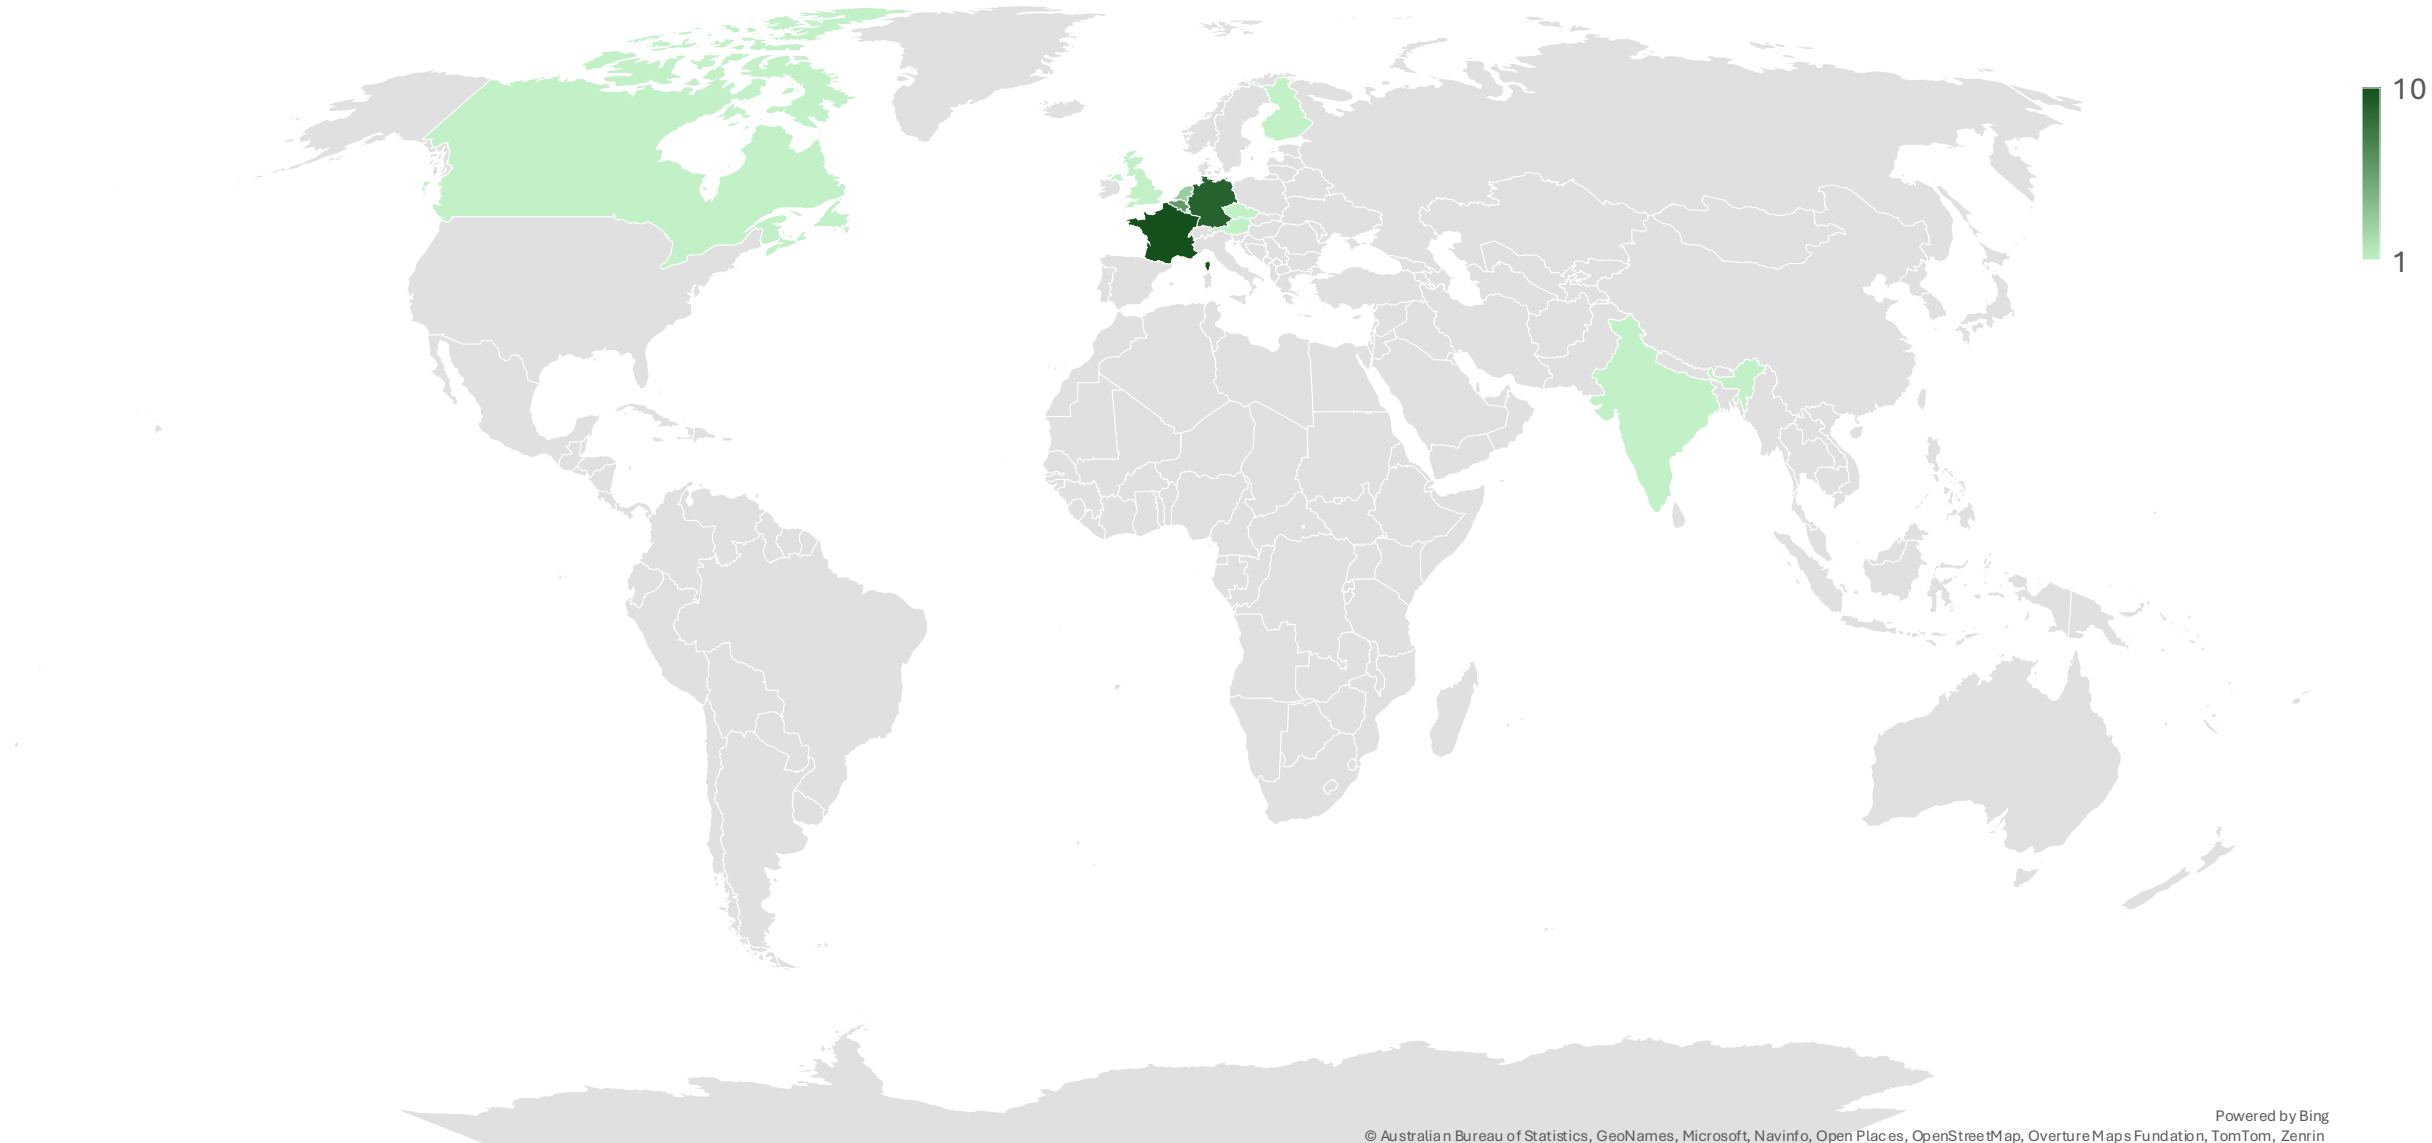 10
1
Powered by Bing
© Australian Bureau of Statistics, GeoNames, Microsoft, Navinfo, Open Places, OpenStreetMap, Overture Maps Fundation, TomTom, Zenrin